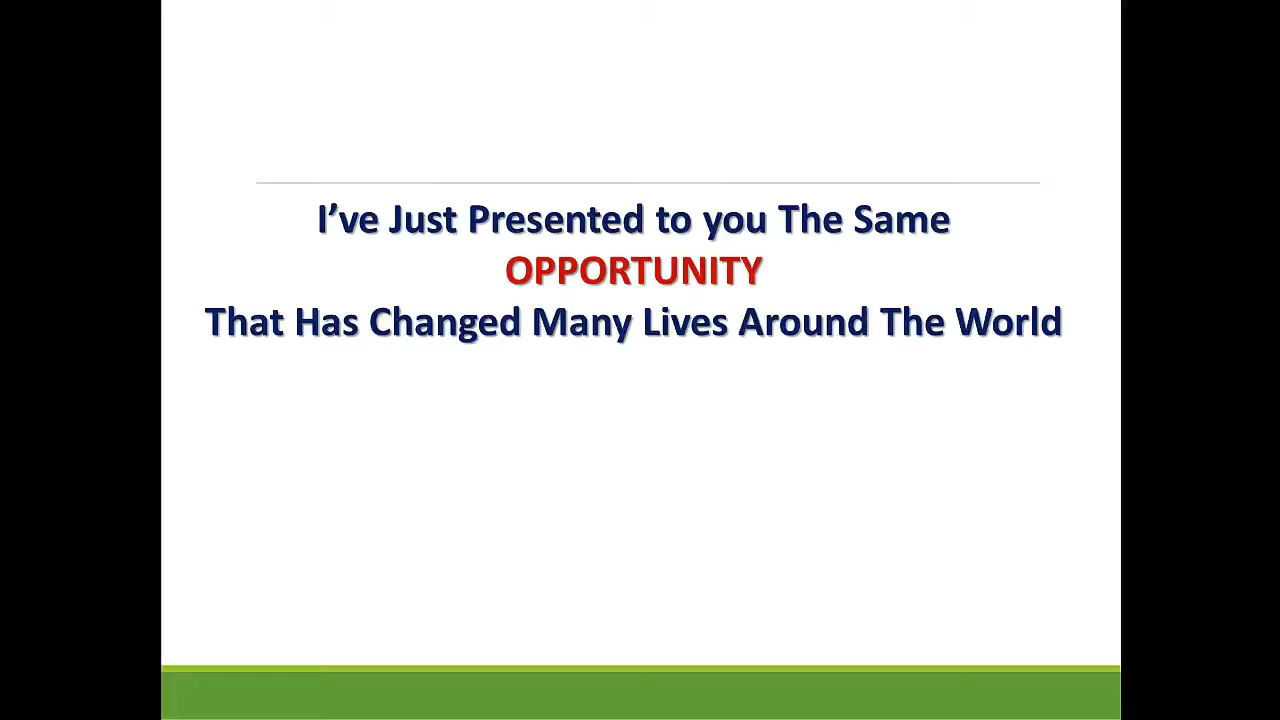 I’ve Just Presented to you The Same
OPPORTUNITY
That Has Changed Many Lives Around The World